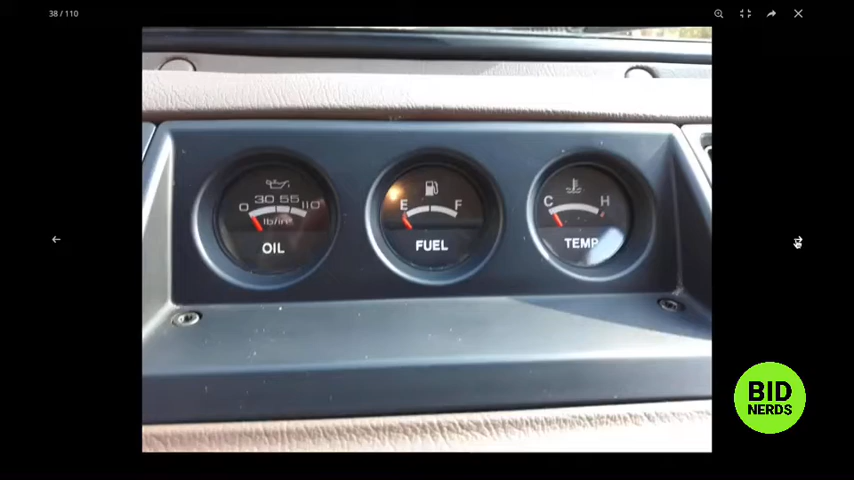 38 / 110
0 30 55 110
lb/in²
OIL
E F
FUEL
C H
TEMP
BID
NERDS